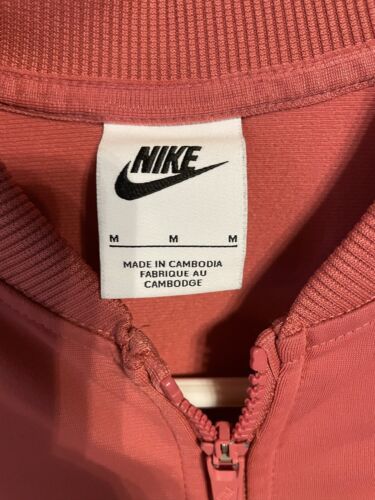 NIKE
M M M
MADE IN CAMBODIA
FABRIQUE AU
CAMBODGE